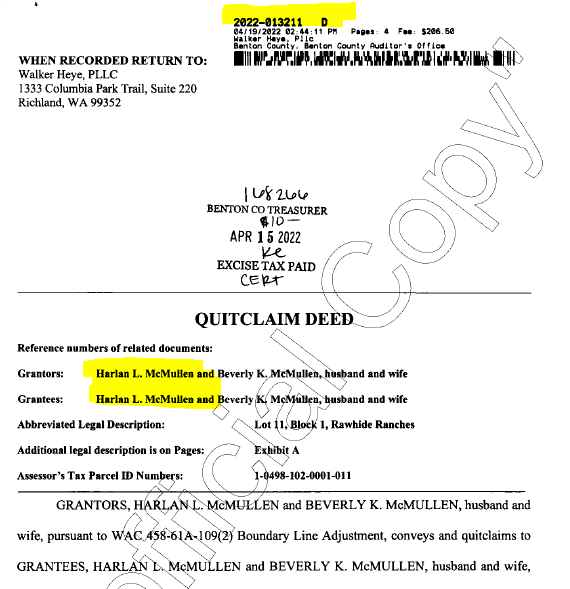 2022-013211 D
04/19/2022 02:44:11 PM Pages: 4 Fee: $206.50
Walker Heye, Pllc
Benton County, Benton County Auditor's Office
WHEN RECORDED RETURN TO:
Walker Heye, PLLC
1333 Columbia Park Trail, Suite 220
Richland, WA 99352
168266
BENTON CO TREASURER
$10—
APR 15 2022
EXCISE TAX PAID
CERT
QUITCLAIM DEED
Reference numbers of related documents:
Grantors: Harlan L. McMullen and Beverly K. McMullen, husband and wife
Grantees: Harlan L. McMullen and Beverly K. McMullen, husband and wife
Abbreviated Legal Description: Lot 11, Block 1, Rawhide Ranches
Additional legal description is on Pages: Exhibit A
Assessor's Tax Parcel ID Numbers: 1-0498-102-0001-011
GRANTORS, HARLAN L. McMULLEN and BEVERLY K. McMULLEN, husband and
wife, pursuant to WAC 458-61A-109(2) Boundary Line Adjustment, conveys and quitclaims to
GRANTEES, HARLAN L. McMULLEN and BEVERLY K. McMULLEN, husband and wife,
official Copy